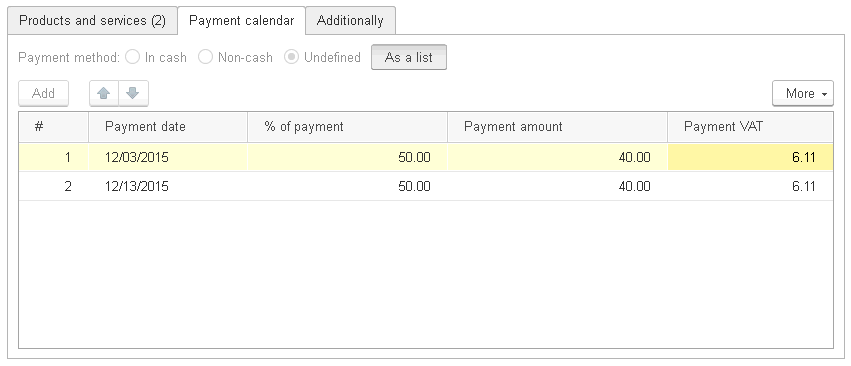 Products and services (2) Payment calendar Additionally
Payment method: In cash Non-cash Undefined As a list
Add More
# Payment date % of payment Payment amount Payment VAT
1 12/03/2015 50.00 40.00 6.11
2 12/13/2015 50.00 40.00 6.11